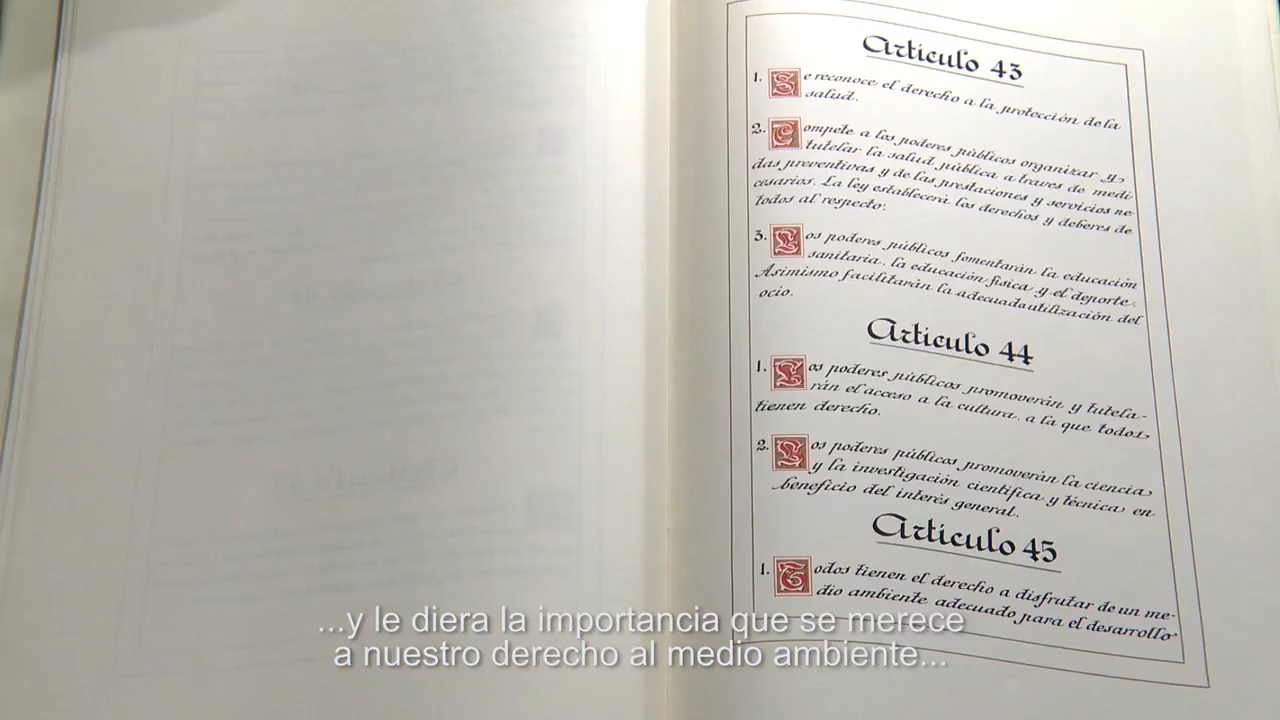 Articulo 43
1. Se reconoce el derecho a la protección de la
salud.
2. Compete a los poderes públicos organizar y
tutelar la salud pública a traves de medi
das preventivas y de las prestaciones y servicios ne
cesarios. La ley establecerá los derechos y deberes de
todos al respecto.
3. Los poderes públicos fomentarán la educación
sanitaria, la educación fisica y el deporte.
Asimismo facilitarán la adecuada utilización del
ocio.
Articulo 44
1. Los poderes públicos promoverán y tutela-
rán el acceso a la cultura, a la que todos
tienen derecho.
2. Los poderes públicos promoverán la ciencia
y la investigación cientifica y técnica en
beneficio del interés general.
Articulo 45
1. Todos tienen el derecho a disfrutar de un me-
dio ambiente adecuado para el desarrollo
...y le diera la importancia que se merece
a nuestro derecho al medio ambiente...